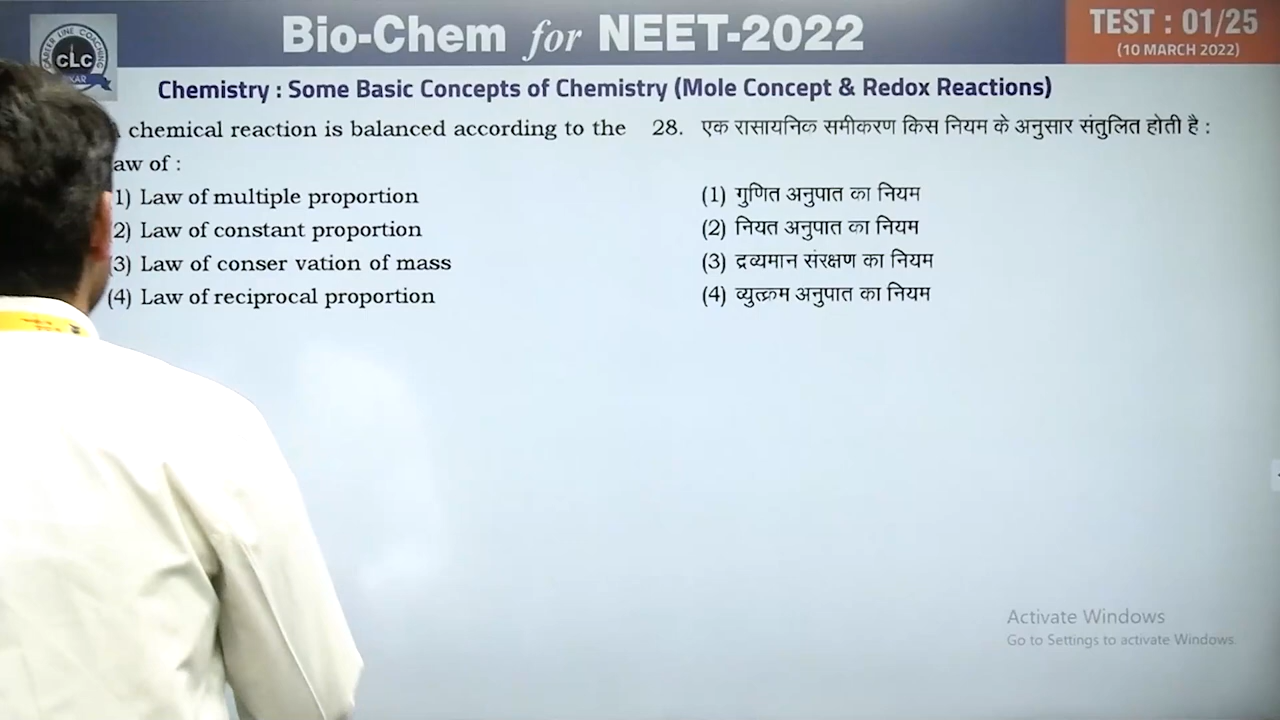 Bio-Chem for NEET-2022
TEST : 01/25
(10 MARCH 2022)
CAREER LINE COACHING
CLC
Chemistry : Some Basic Concepts of Chemistry (Mole Concept & Redox Reactions)
chemical reaction is balanced according to the
aw of :
1) Law of multiple proportion
2) Law of constant proportion
(3) Law of conser vation of mass
(4) Law of reciprocal proportion
28. एक रासायनिक समीकरण किस नियम के अनुसार संतुलित होती है :
(1) गुणित अनुपात का नियम
(2) नियत अनुपात का नियम
(3) द्रव्यमान संरक्षण का नियम
(4) व्युत्क्रम अनुपात का नियम
Activate Windows
Go to Settings to activate Windows